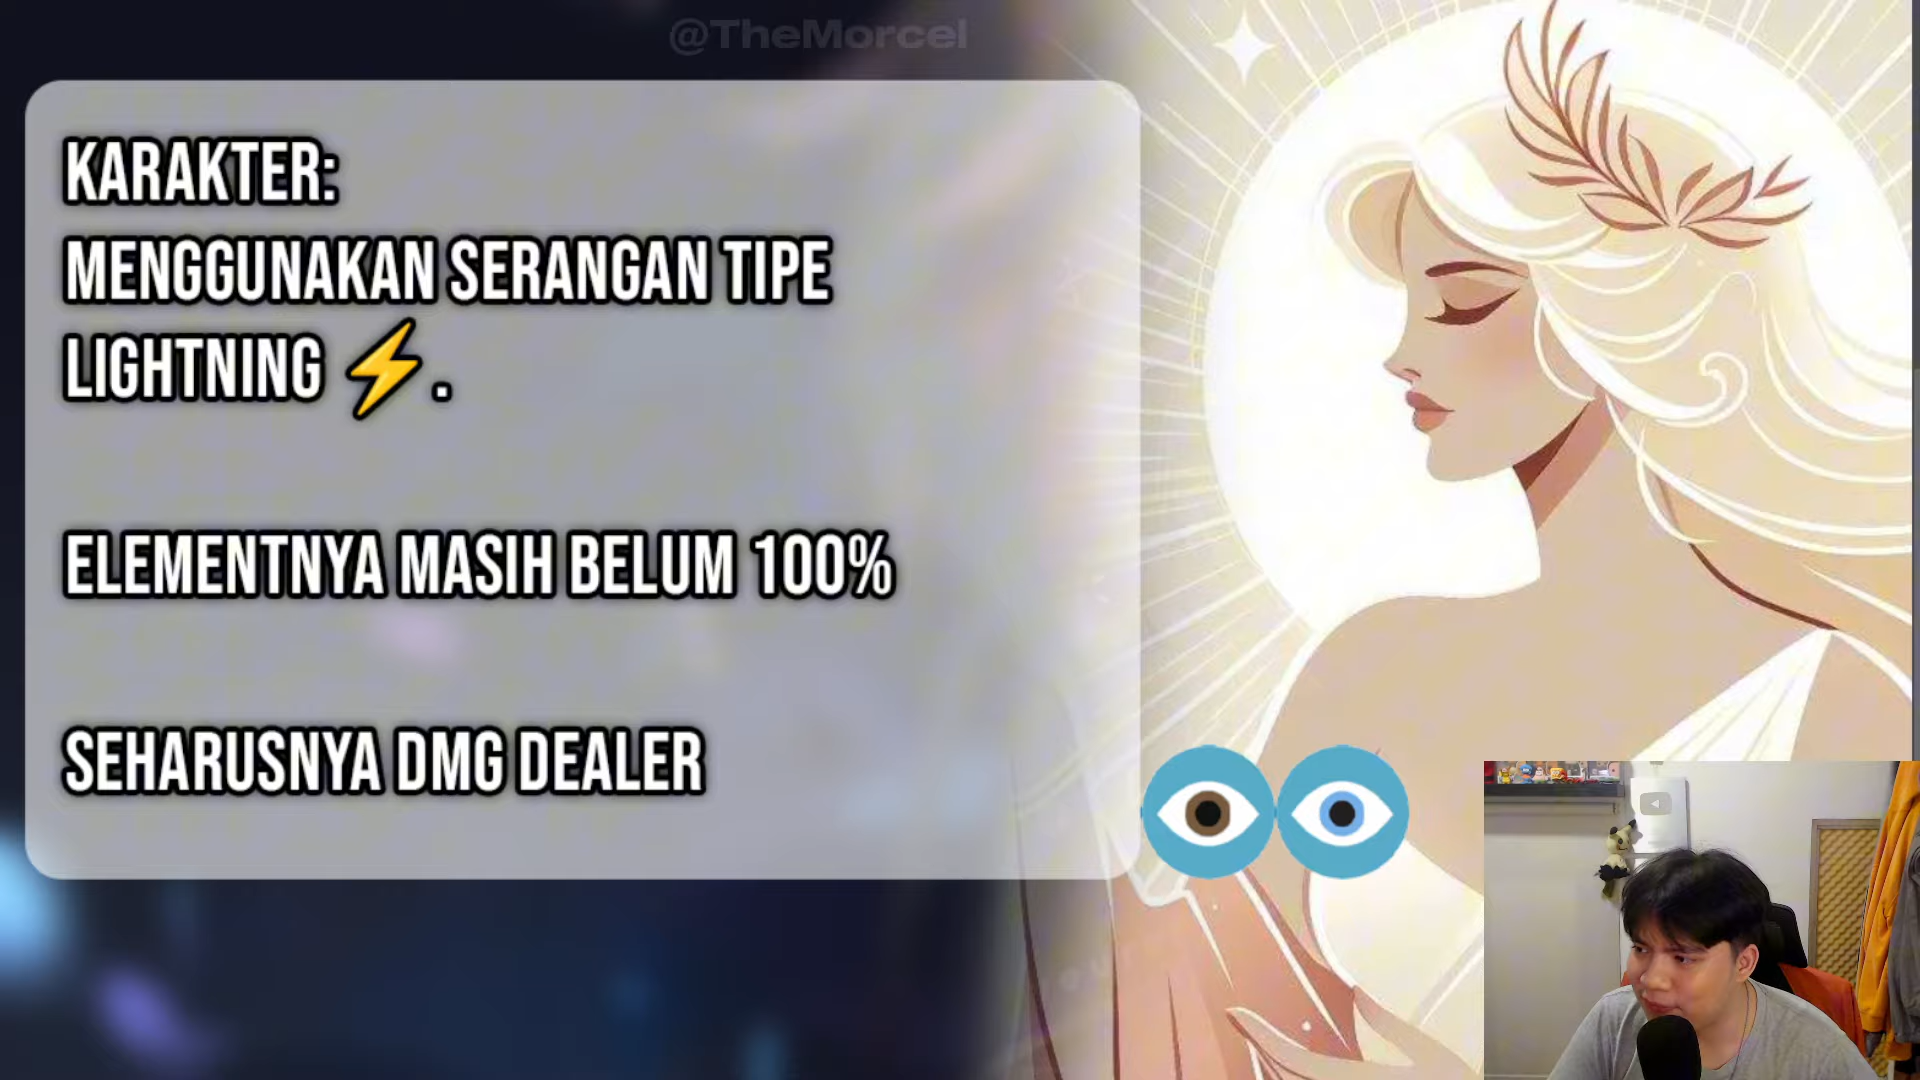 @TheMorcel
KARAKTER:
MENGGUNAKAN SERANGAN TIPE
LIGHTNING ⚡.
ELEMENTNYA MASIH BELUM 100%
SEHARUSNYA DMG DEALER